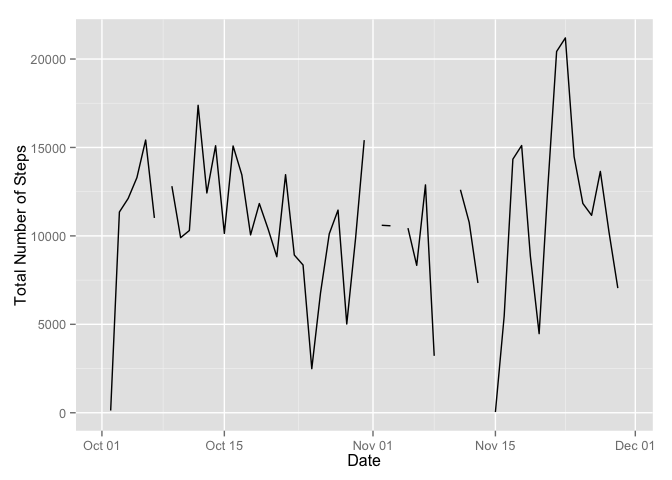 20000
15000
10000
5000
0
Total Number of Steps
Oct 01
Oct 15
Nov 01
Nov 15
Dec 01
Date